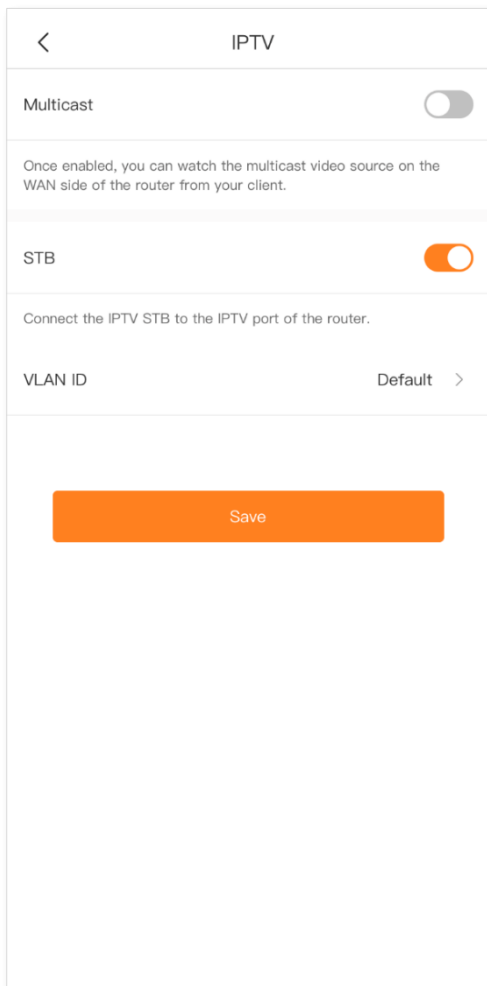 IPTV
Multicast
Once enabled, you can watch the multicast video source on the
WAN side of the router from your client.
STB
Connect the IPTV STB to the IPTV port of the router.
VLAN ID Default
Save